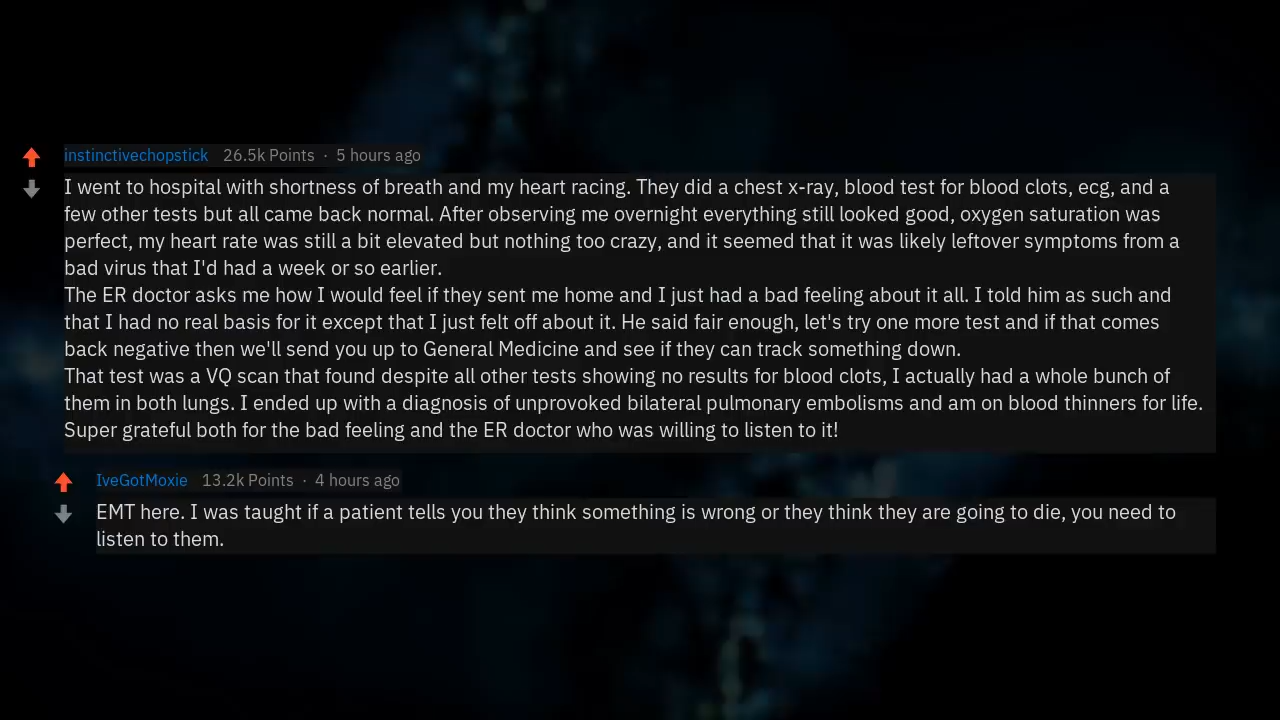 instinctivechopstick 26.5k Points · 5 hours ago
I went to hospital with shortness of breath and my heart racing. They did a chest x-ray, blood test for blood clots, ecg, and a
few other tests but all came back normal. After observing me overnight everything still looked good, oxygen saturation was
perfect, my heart rate was still a bit elevated but nothing too crazy, and it seemed that it was likely leftover symptoms from a
bad virus that I'd had a week or so earlier.
The ER doctor asks me how I would feel if they sent me home and I just had a bad feeling about it all. I told him as such and
that I had no real basis for it except that I just felt off about it. He said fair enough, let's try one more test and if that comes
back negative then we'll send you up to General Medicine and see if they can track something down.
That test was a VQ scan that found despite all other tests showing no results for blood clots, I actually had a whole bunch of
them in both lungs. I ended up with a diagnosis of unprovoked bilateral pulmonary embolisms and am on blood thinners for life.
Super grateful both for the bad feeling and the ER doctor who was willing to listen to it!
IveGotMoxie 13.2k Points · 4 hours ago
EMT here. I was taught if a patient tells you they think something is wrong or they think they are going to die, you need to
listen to them.